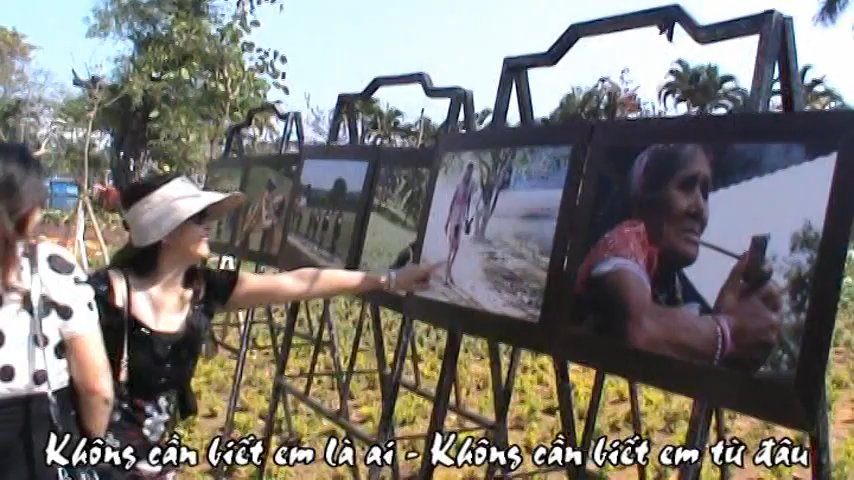 Không cần biết em là ai - Không cần biết em từ đâu